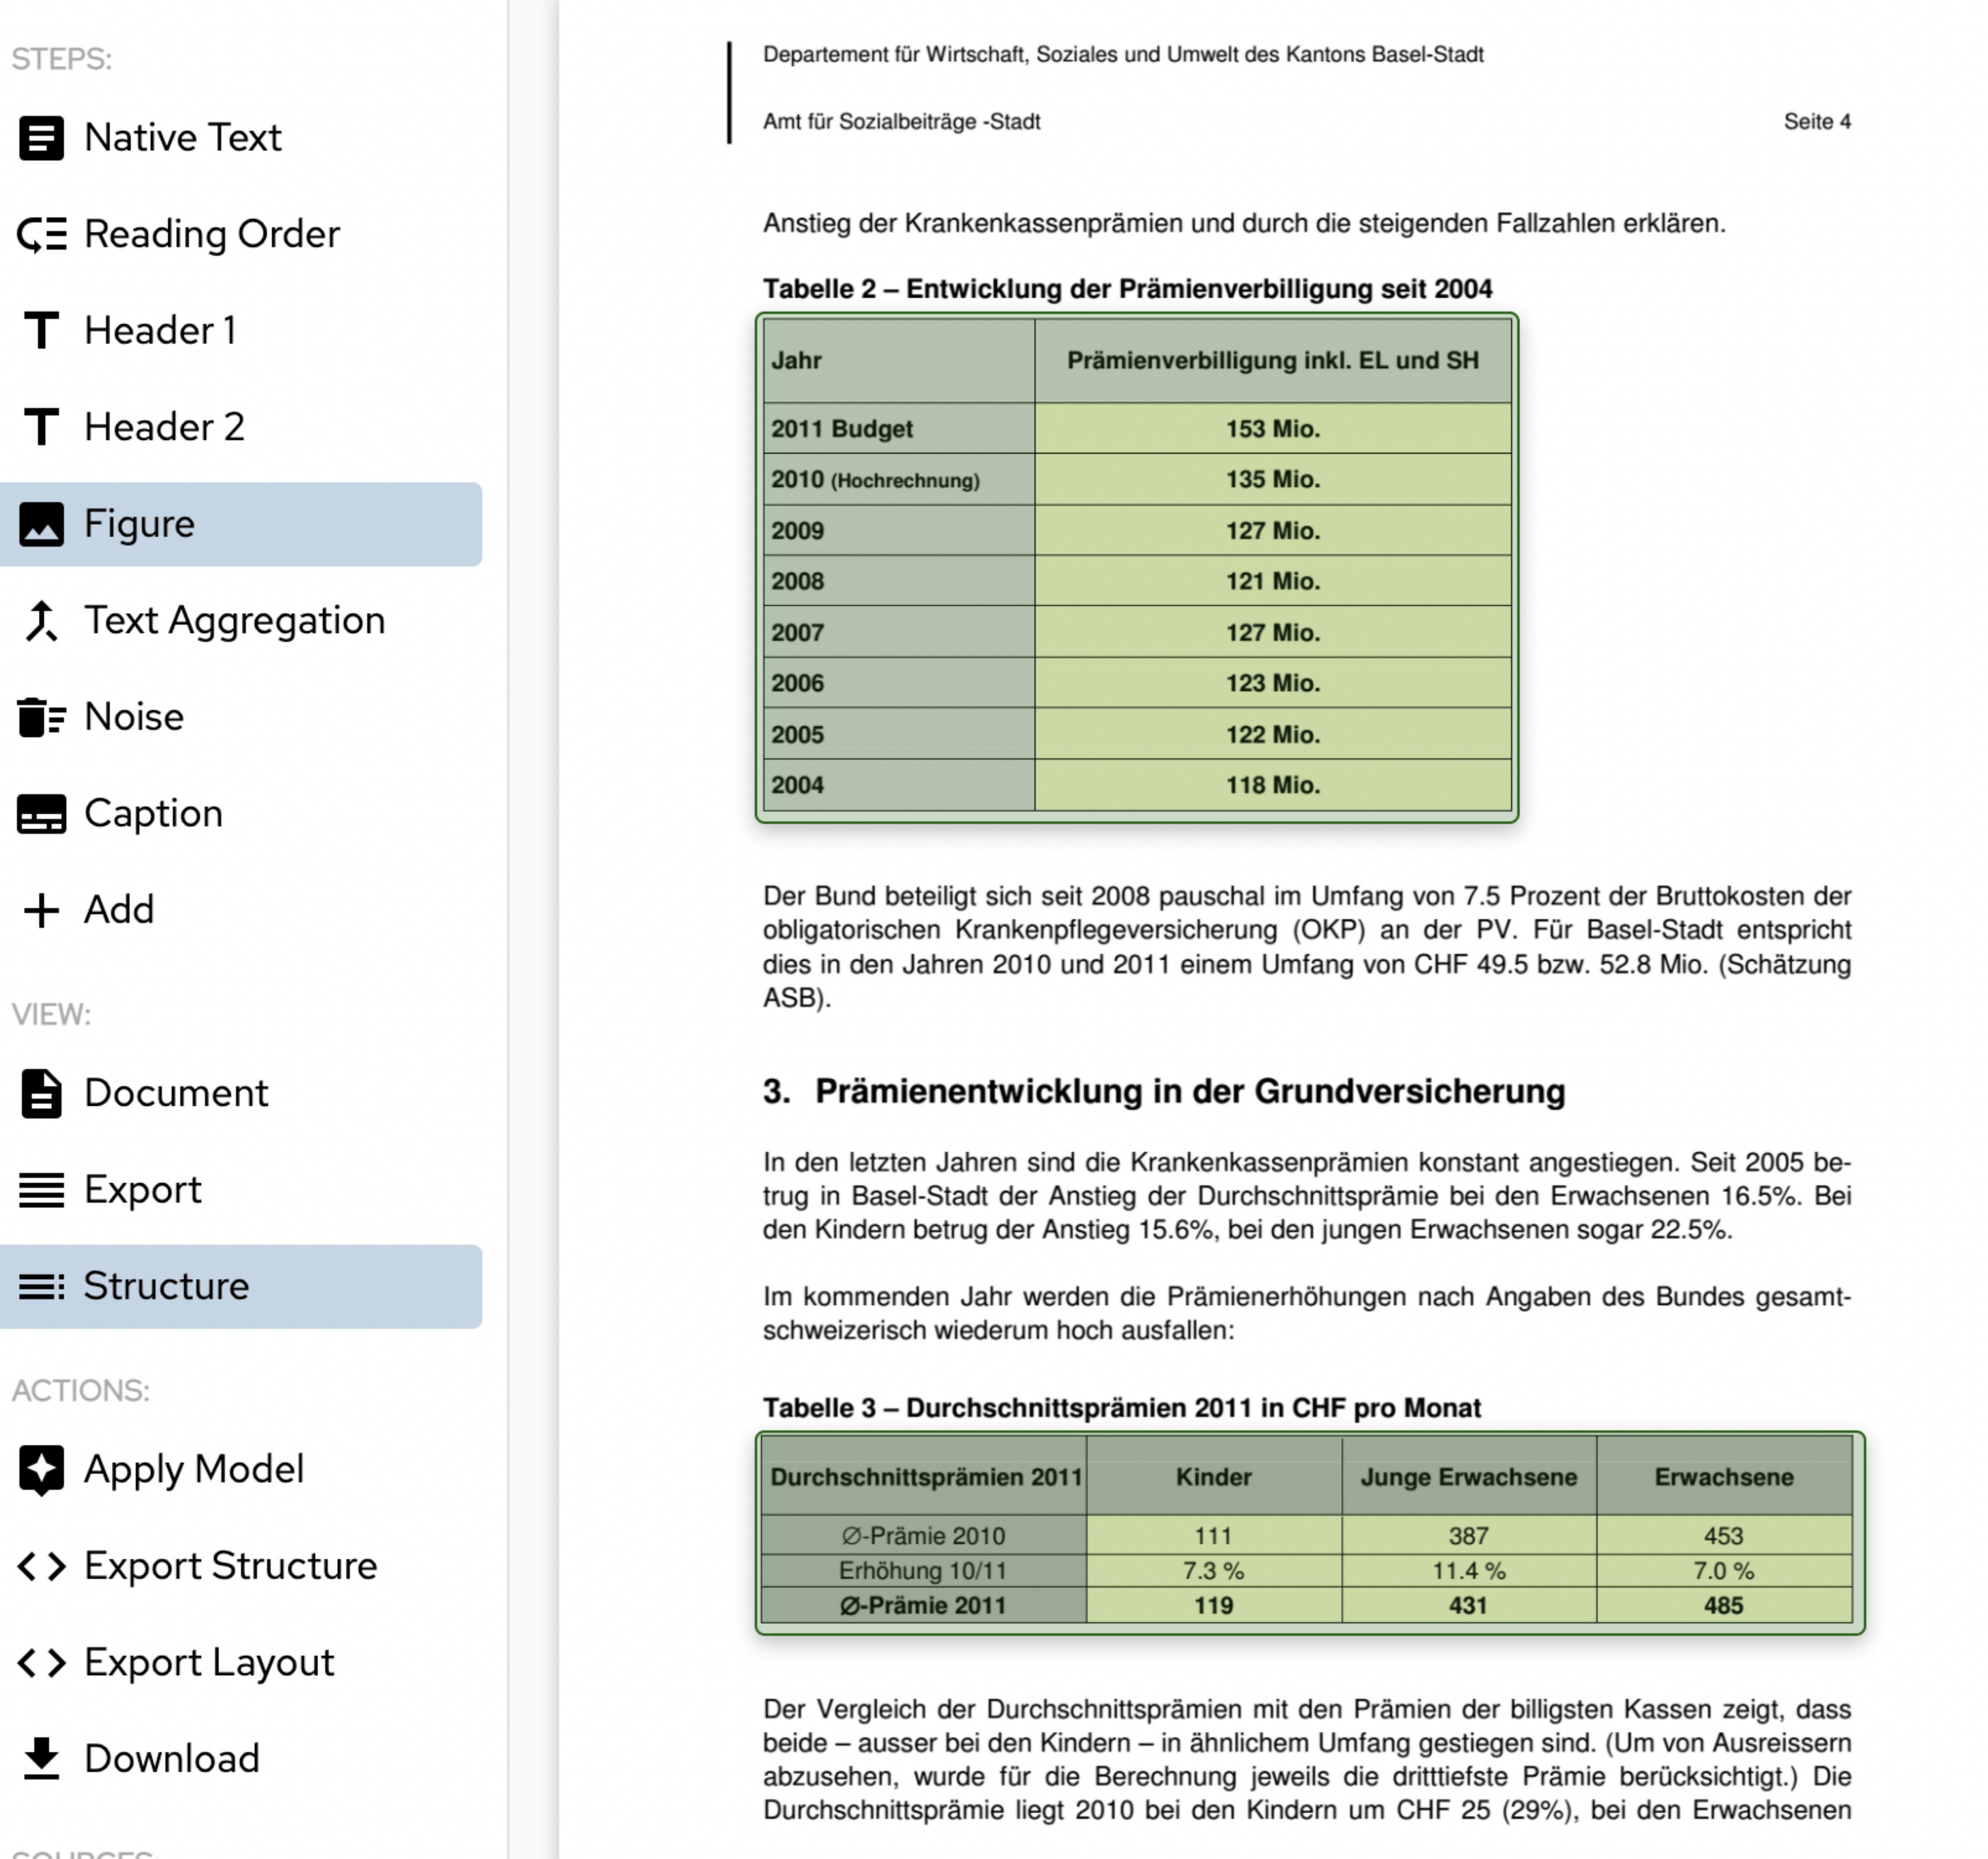 STEPS:
Native Text
Reading Order
Header 1
Header 2
Figure
Text Aggregation
Noise
Caption
Add
VIEW:
Document
Export
Structure
ACTIONS:
Apply Model
Export Structure
Export Layout
Download
SOURCES:
Departement für Wirtschaft, Soziales und Umwelt des Kantons Basel-Stadt
Amt für Sozialbeiträge -Stadt Seite 4
Anstieg der Krankenkassenprämien und durch die steigenden Fallzahlen erklären.
Tabelle 2 – Entwicklung der Prämienverbilligung seit 2004
Jahr Prämienverbilligung inkl. EL und SH
2011 Budget 153 Mio.
2010 (Hochrechnung) 135 Mio.
2009 127 Mio.
2008 121 Mio.
2007 127 Mio.
2006 123 Mio.
2005 122 Mio.
2004 118 Mio.
Der Bund beteiligt sich seit 2008 pauschal im Umfang von 7.5 Prozent der Bruttokosten der
obligatorischen Krankenpflegeversicherung (OKP) an der PV. Für Basel-Stadt entspricht
dies in den Jahren 2010 und 2011 einem Umfang von CHF 49.5 bzw. 52.8 Mio. (Schätzung
ASB).
3. Prämienentwicklung in der Grundversicherung
In den letzten Jahren sind die Krankenkassenprämien konstant angestiegen. Seit 2005 be-
trug in Basel-Stadt der Anstieg der Durchschnittsprämie bei den Erwachsenen 16.5%. Bei
den Kindern betrug der Anstieg 15.6%, bei den jungen Erwachsenen sogar 22.5%.
Im kommenden Jahr werden die Prämienerhöhungen nach Angaben des Bundes gesamt-
schweizerisch wiederum hoch ausfallen:
Tabelle 3 – Durchschnittsprämien 2011 in CHF pro Monat
Durchschnittsprämien 2011 Kinder Junge Erwachsene Erwachsene
Ø-Prämie 2010 111 387 453
Erhöhung 10/11 7.3 % 11.4 % 7.0 %
Ø-Prämie 2011 119 431 485
Der Vergleich der Durchschnittsprämien mit den Prämien der billigsten Kassen zeigt, dass
beide – ausser bei den Kindern – in ähnlichem Umfang gestiegen sind. (Um von Ausreissern
abzusehen, wurde für die Berechnung jeweils die dritttiefste Prämie berücksichtigt.) Die
Durchschnittsprämie liegt 2010 bei den Kindern um CHF 25 (29%), bei den Erwachsenen